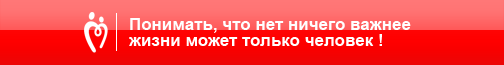 Понимать, что нет ничего важнее
жизни может только человек !